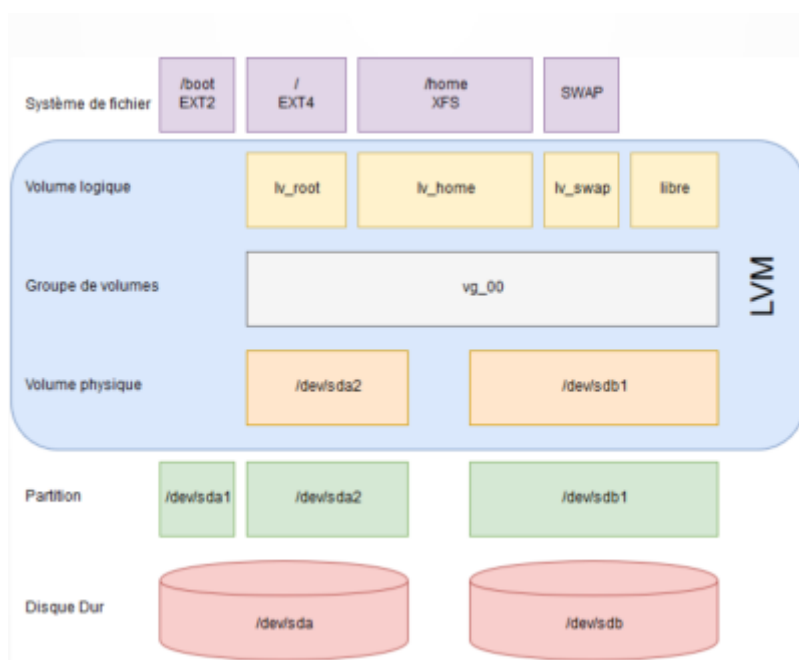 Système de fichier
/boot
EXT2
/
EXT4
/home
XFS
SWAP
Volume logique
lv_root
lv_home
lv_swap
libre
Groupe de volumes
vg_00
LVM
Volume physique
/dev/sda2
/dev/sdb1
Partition
/dev/sda1
/dev/sda2
/dev/sdb1
Disque Dur
/dev/sda
/dev/sdb